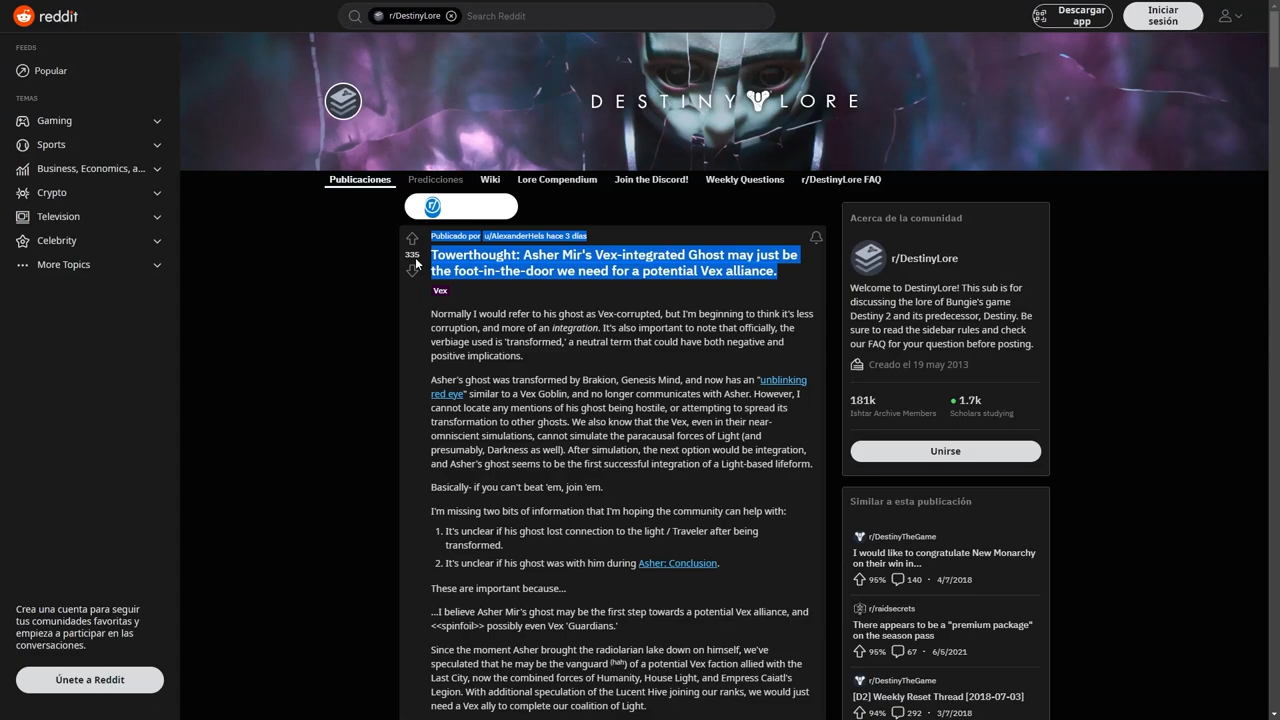 reddit
r/DestinyLore
Search Reddit
Descargar
app
Iniciar
sesión
FEEDS
Popular
TEMAS
Gaming
Sports
Business, Economics, a...
Crypto
Television
Celebrity
More Topics
Crea una cuenta para seguir
tus comunidades favoritas y
empieza a participar en las
conversaciones.
Únete a Reddit
DESTINY LORE
Publicaciones
Predicciones
Wiki
Lore Compendium
Join the Discord!
Weekly Questions
r/DestinyLore FAQ
r/
335
Publicado por u/AlexanderHels hace 3 días
Towerthought: Asher Mir's Vex-integrated Ghost may just be
the foot-in-the-door we need for a potential Vex alliance.
Vex
Normally I would refer to his ghost as Vex-corrupted, but I'm beginning to think it's less
corruption, and more of an integration. It's also important to note that officially, the
verbiage used is 'transformed,' a neutral term that could have both negative and
positive implications.
Asher's ghost was transformed by Brakion, Genesis Mind, and now has an "unblinking
red eye" similar to a Vex Goblin, and no longer communicates with Asher. However, I
cannot locate any mentions of his ghost being hostile, or attempting to spread its
transformation to other ghosts. We also know that the Vex, even in their near-
omniscient simulations, cannot simulate the paracausal forces of Light (and
presumably, Darkness as well). After simulation, the next option would be integration,
and Asher's ghost seems to be the first successful integration of a Light-based lifeform.
Basically- if you can't beat 'em, join 'em.
I'm missing two bits of information that I'm hoping the community can help with:
1. It's unclear if his ghost lost connection to the light / Traveler after being
transformed.
2. It's unclear if his ghost was with him during Asher: Conclusion.
These are important because...
...I believe Asher Mir's ghost may be the first step towards a potential Vex alliance, and
<<spinfoil>> possibly even Vex 'Guardians.'
Since the moment Asher brought the radiolarian lake down on himself, we've
speculated that he may be the vanguard (hah) of a potential Vex faction allied with the
Last City, now the combined forces of Humanity, House Light, and Empress Caiatl's
Legion. With additional speculation of the Lucent Hive joining our ranks, we would just
need a Vex ally to complete our coalition of Light.
Acerca de la comunidad
r/DestinyLore
Welcome to DestinyLore! This sub is for
discussing the lore of Bungie's game
Destiny 2 and its predecessor, Destiny. Be
sure to read the sidebar rules and check
our FAQ for your question before posting.
Creado el 19 may 2013
181k
Ishtar Archive Members
1.7k
Scholars studying
Unirse
Similar a esta publicación
r/DestinyTheGame
I would like to congratulate New Monarchy
on their win in...
95% 140 · 4/7/2018
r/raidsecrets
There appears to be a "premium package"
on the season pass
95% 67 · 6/5/2021
r/DestinyTheGame
[D2] Weekly Reset Thread [2018-07-03]
94% 292 · 3/7/2018